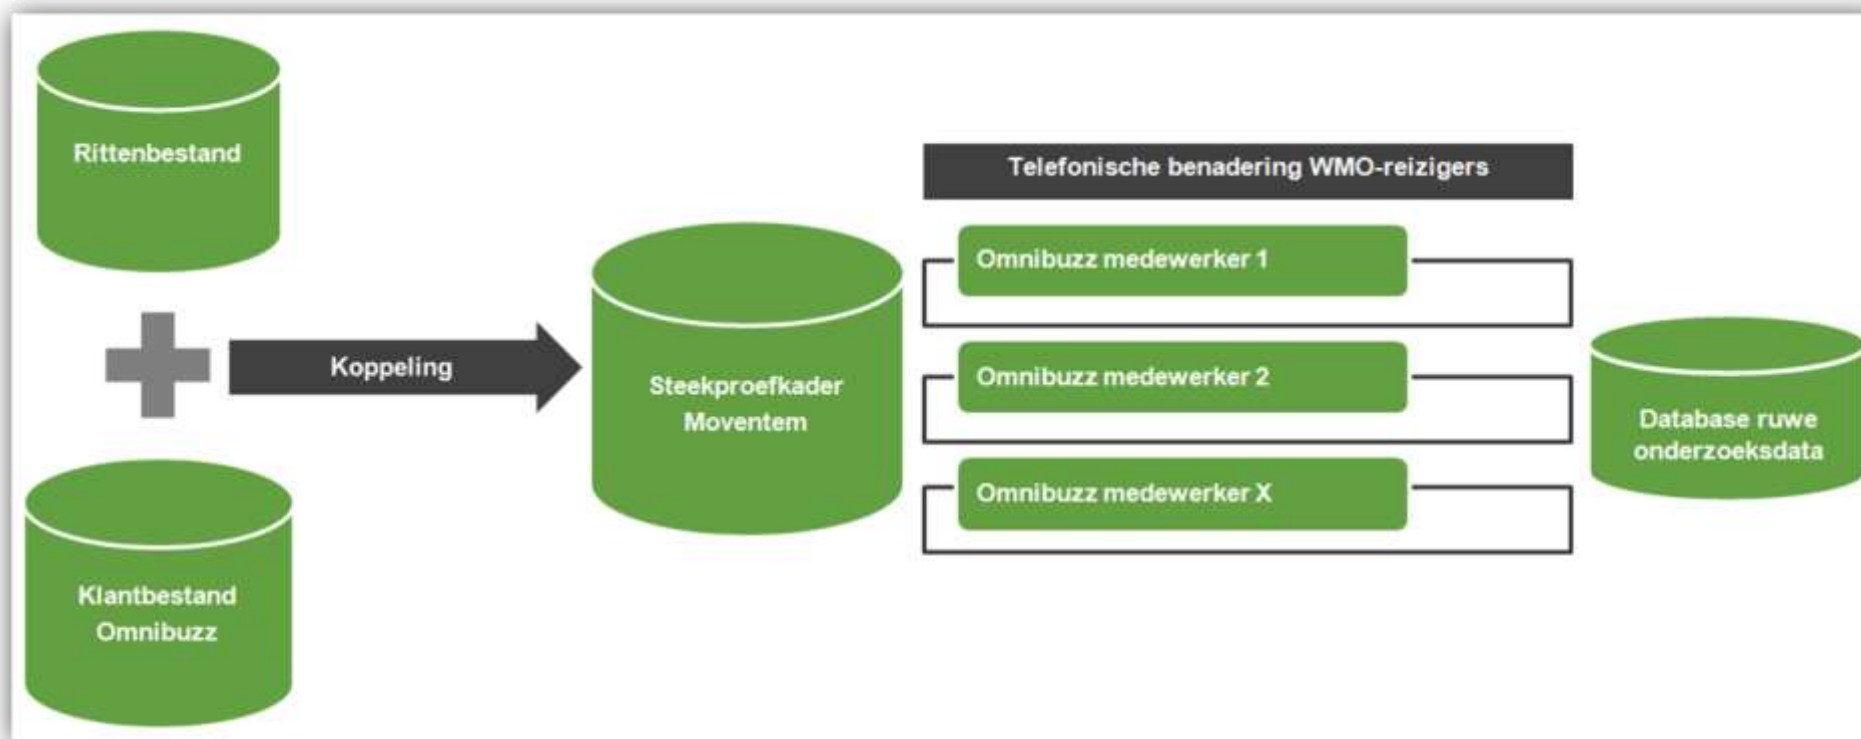 Rittenbestand
Klantbestand
Omnibuzz
Koppeling
Steekproefkader
Moventem
Telefonische benadering WMO-reizigers
Omnibuzz medewerker 1
Omnibuzz medewerker 2
Omnibuzz medewerker X
Database ruwe
onderzoeksdata